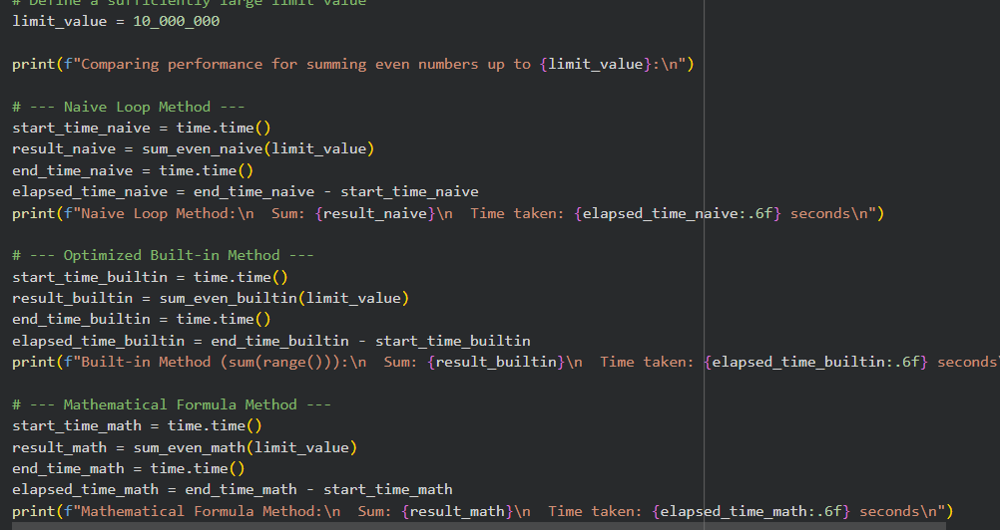 # Define a sufficiently large limit value
limit_value = 10_000_000
print(f"Comparing performance for summing even numbers up to {limit_value}:\n")
# --- Naive Loop Method ---
start_time_naive = time.time()
result_naive = sum_even_naive(limit_value)
end_time_naive = time.time()
elapsed_time_naive = end_time_naive - start_time_naive
print(f"Naive Loop Method:\n  Sum: {result_naive}\n  Time taken: {elapsed_time_naive:.6f} seconds\n")
# --- Optimized Built-in Method ---
start_time_builtin = time.time()
result_builtin = sum_even_builtin(limit_value)
end_time_builtin = time.time()
elapsed_time_builtin = end_time_builtin - start_time_builtin
print(f"Built-in Method (sum(range())):\n  Sum: {result_builtin}\n  Time taken: {elapsed_time_builtin:.6f} seconds\
# --- Mathematical Formula Method ---
start_time_math = time.time()
result_math = sum_even_math(limit_value)
end_time_math = time.time()
elapsed_time_math = end_time_math - start_time_math
print(f"Mathematical Formula Method:\n  Sum: {result_math}\n  Time taken: {elapsed_time_math:.6f} seconds\n")